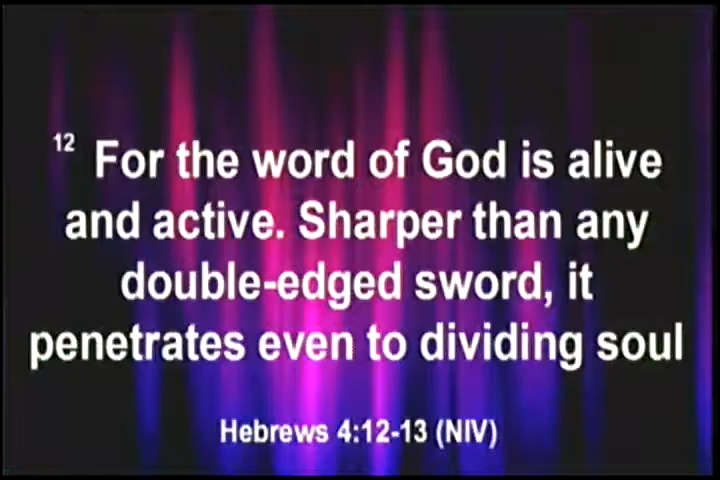 12 For the word of God is alive
and active. Sharper than any
double-edged sword, it
penetrates even to dividing soul
Hebrews 4:12-13 (NIV)